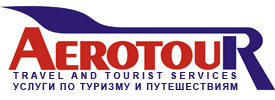 AEROTOUR
TRAVEL AND TOURIST SERVICES
УСЛУГИ ПО ТУРИЗМУ И ПУТЕШЕСТВИЯМ